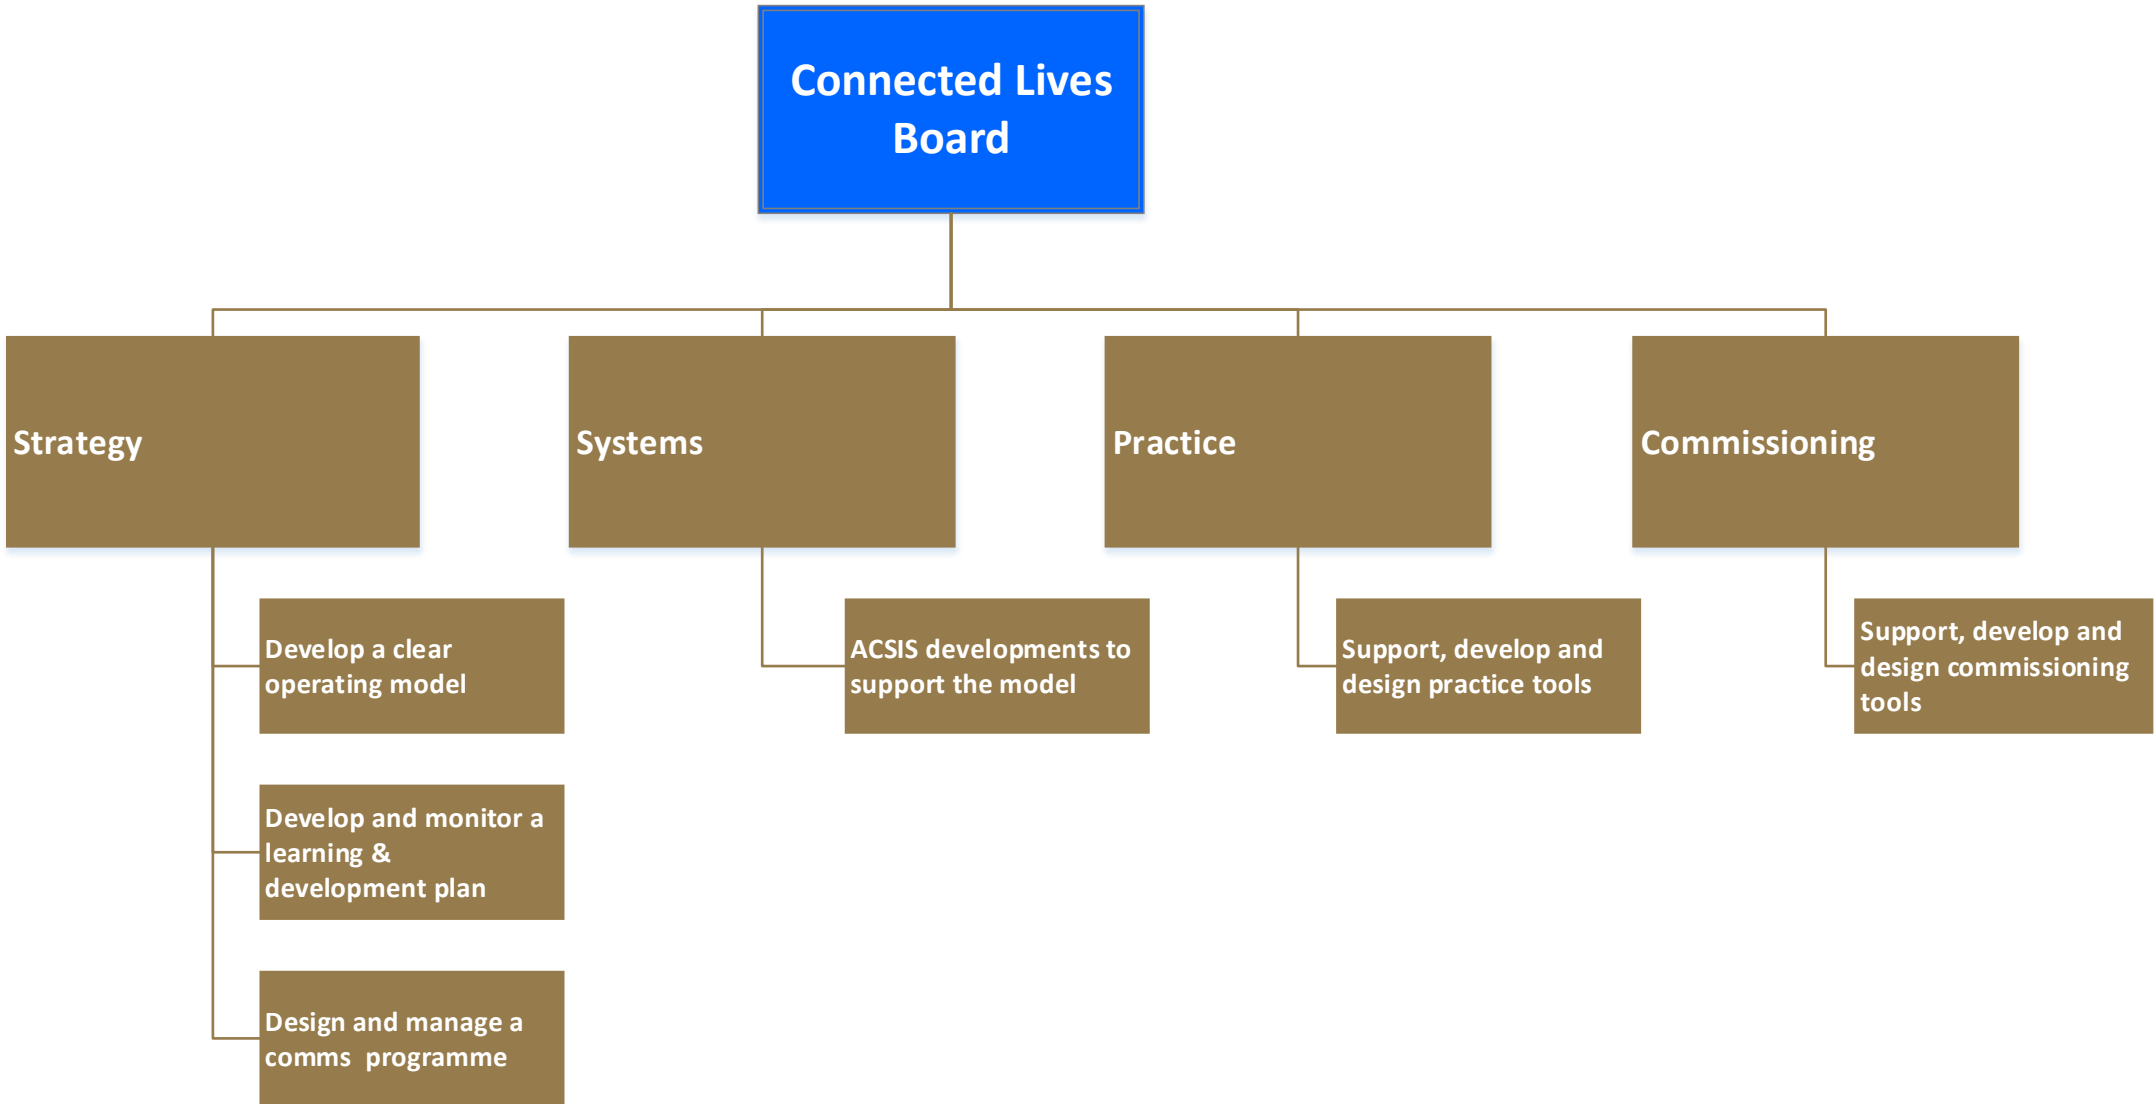 Connected Lives
Board
Strategy
Systems
Practice
Commissioning
Develop a clear
operating model
Develop and monitor a
learning &
development plan
Design and manage a
comms  programme
ACSIS developments to
support the model
Support, develop and
design practice tools
Support, develop and
design commissioning
tools